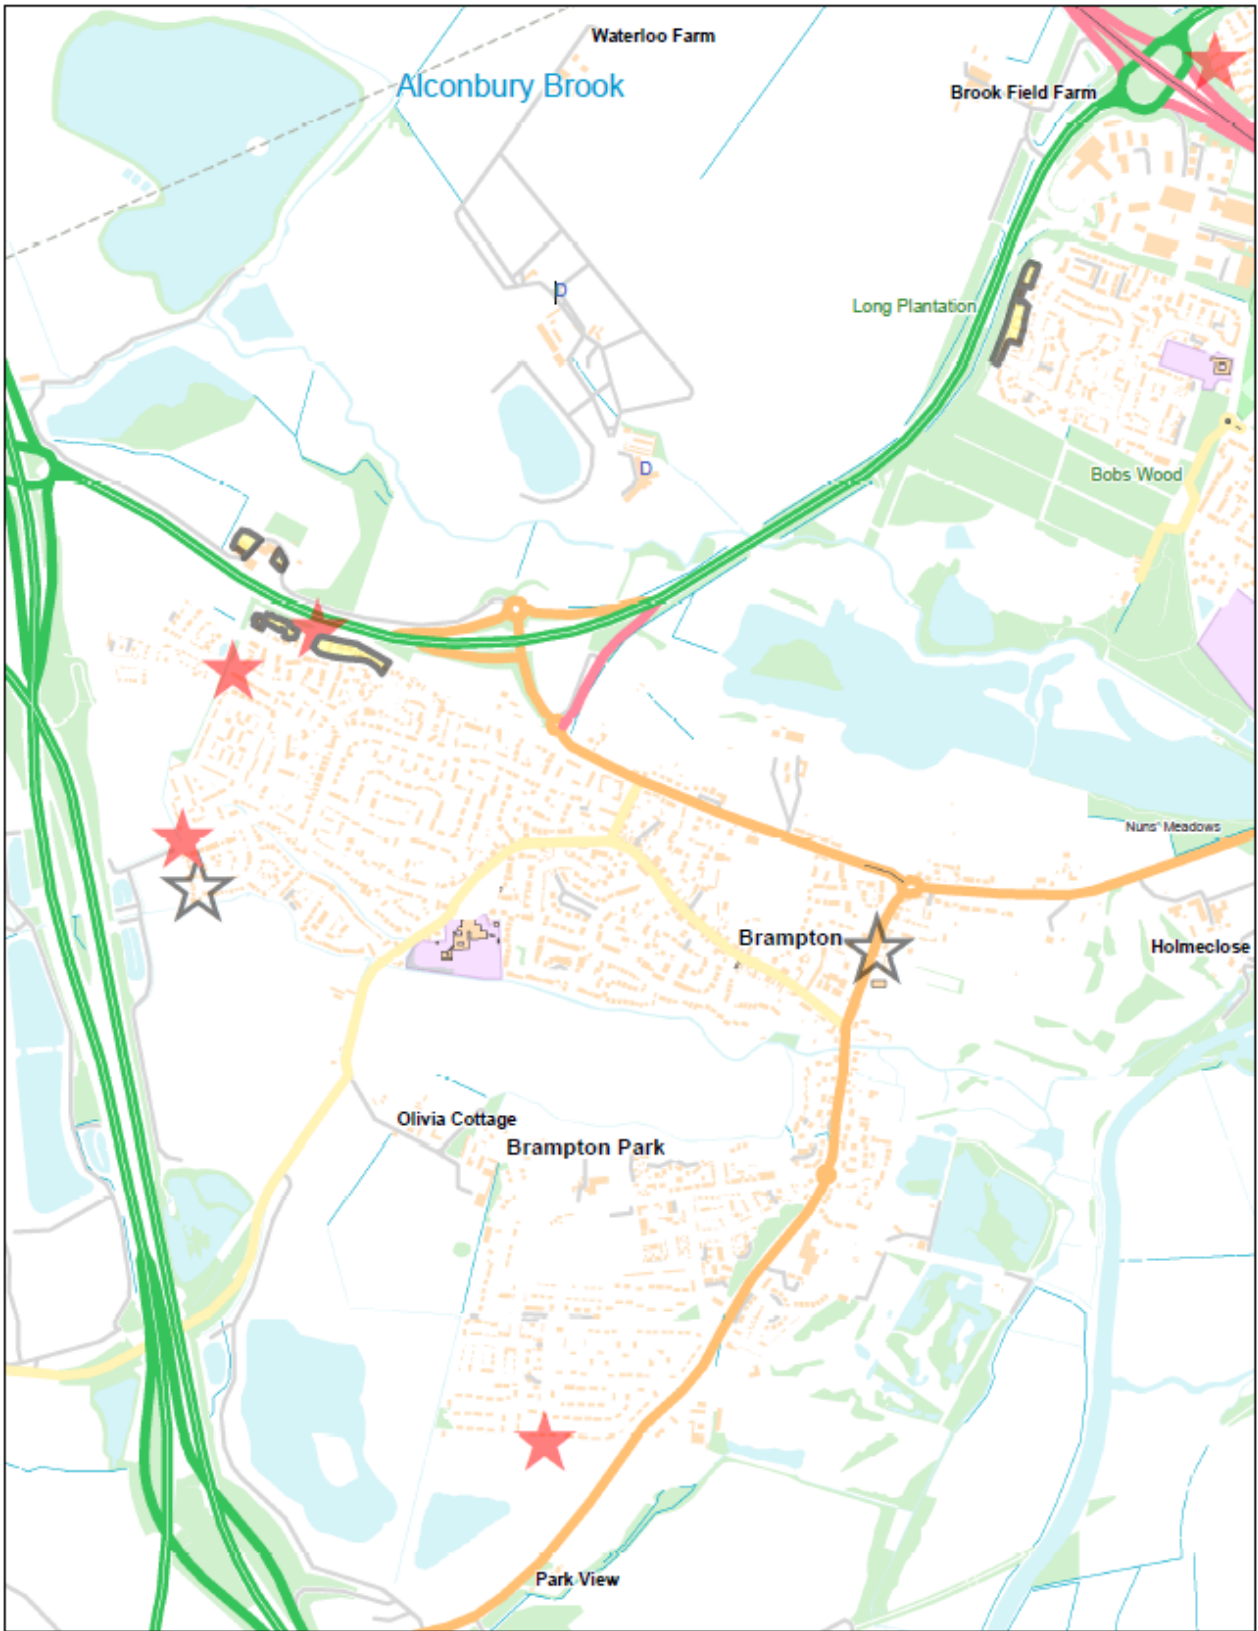 Waterloo Farm
Alconbury Brook
Brook Field Farm
D
Long Plantation
D
Bobs Wood
Nuns' Meadows
Brampton
Holmeclose
Olivia Cottage
Brampton Park
Park View